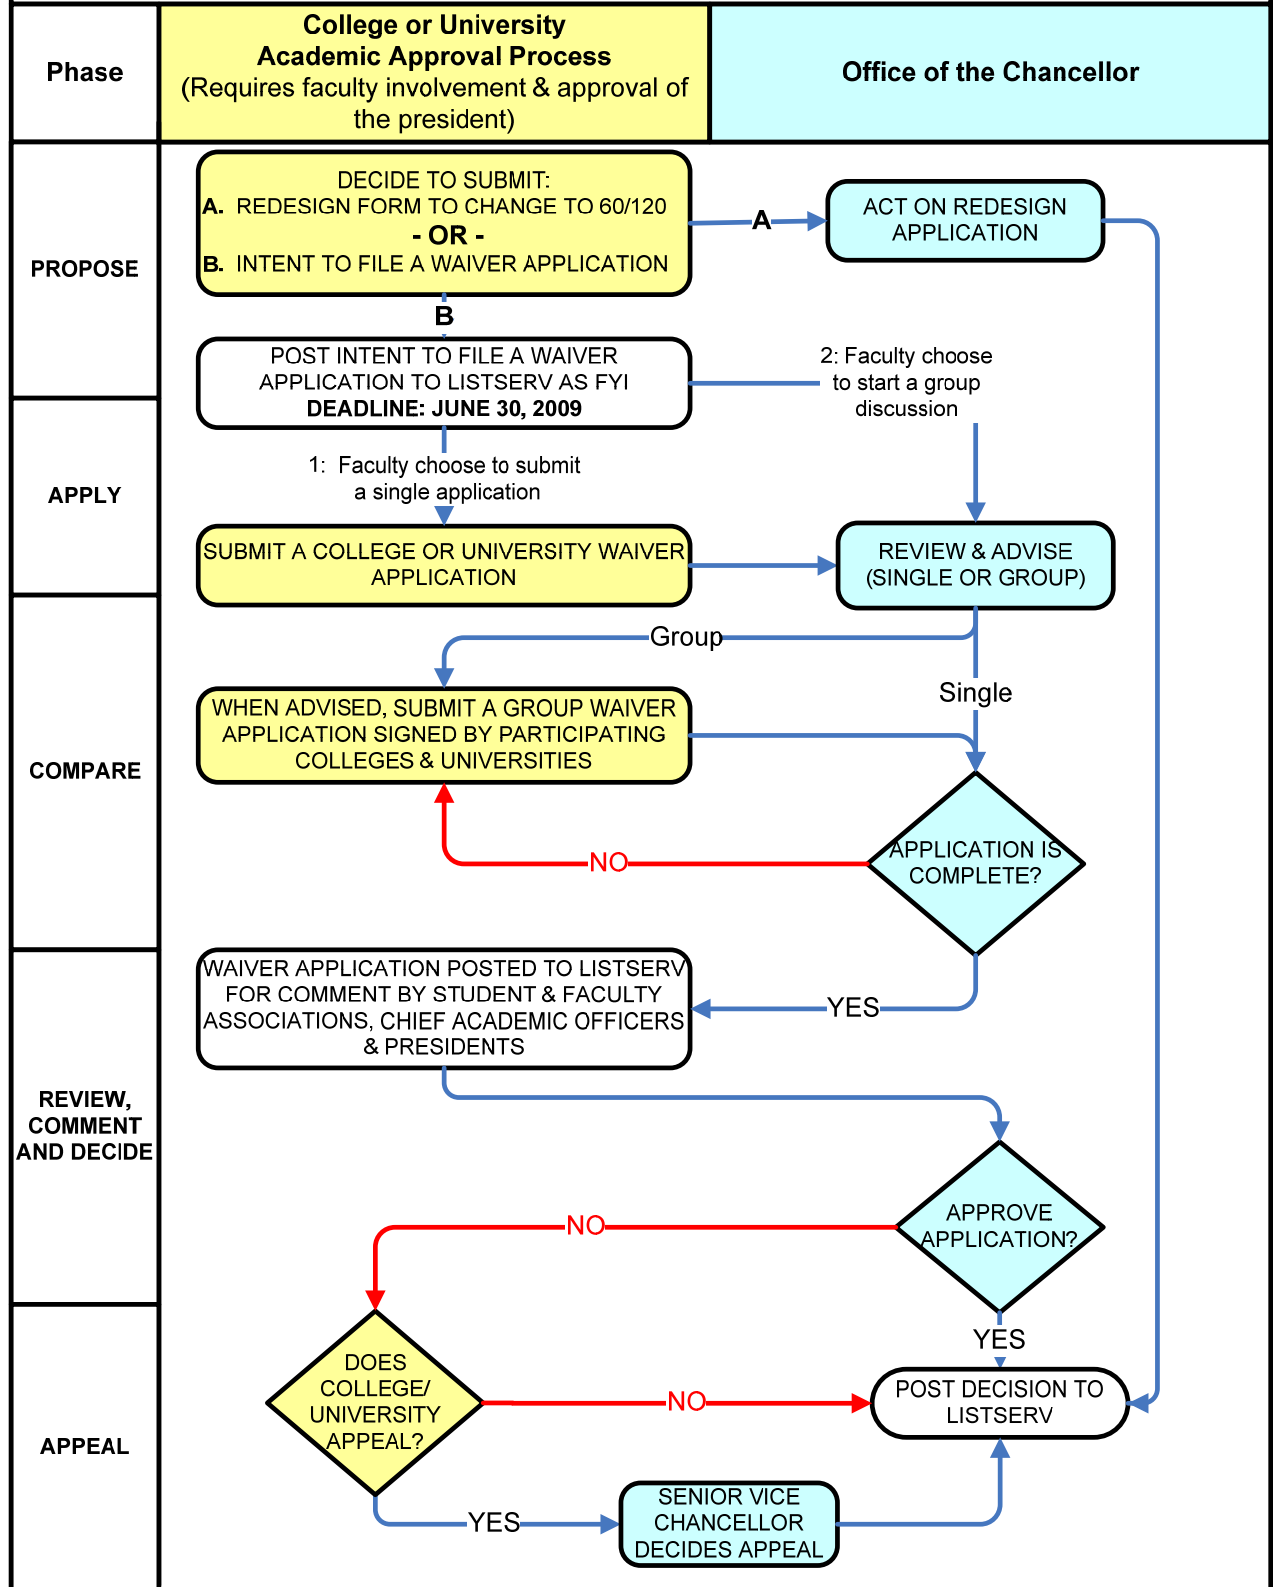 Phase
College or University
Academic Approval Process
(Requires faculty involvement & approval of
the president)
Office of the Chancellor
PROPOSE
DECIDE TO SUBMIT:
A. REDESIGN FORM TO CHANGE TO 60/120
- OR -
B. INTENT TO FILE A WAIVER APPLICATION
A
ACT ON REDESIGN
APPLICATION
B
POST INTENT TO FILE A WAIVER
APPLICATION TO LISTSERV AS FYI
DEADLINE: JUNE 30, 2009
2: Faculty choose
to start a group
discussion
APPLY
1: Faculty choose to submit
a single application
SUBMIT A COLLEGE OR UNIVERSITY WAIVER
APPLICATION
REVIEW & ADVISE
(SINGLE OR GROUP)
Group
Single
COMPARE
WHEN ADVISED, SUBMIT A GROUP WAIVER
APPLICATION SIGNED BY PARTICIPATING
COLLEGES & UNIVERSITIES
APPLICATION IS
COMPLETE?
NO
YES
REVIEW,
COMMENT
AND DECIDE
WAIVER APPLICATION POSTED TO LISTSERV
FOR COMMENT BY STUDENT & FACULTY
ASSOCIATIONS, CHIEF ACADEMIC OFFICERS
& PRESIDENTS
APPROVE
APPLICATION?
NO
YES
APPEAL
DOES
COLLEGE/
UNIVERSITY
APPEAL?
NO
POST DECISION TO
LISTSERV
YES
SENIOR VICE
CHANCELLOR
DECIDES APPEAL